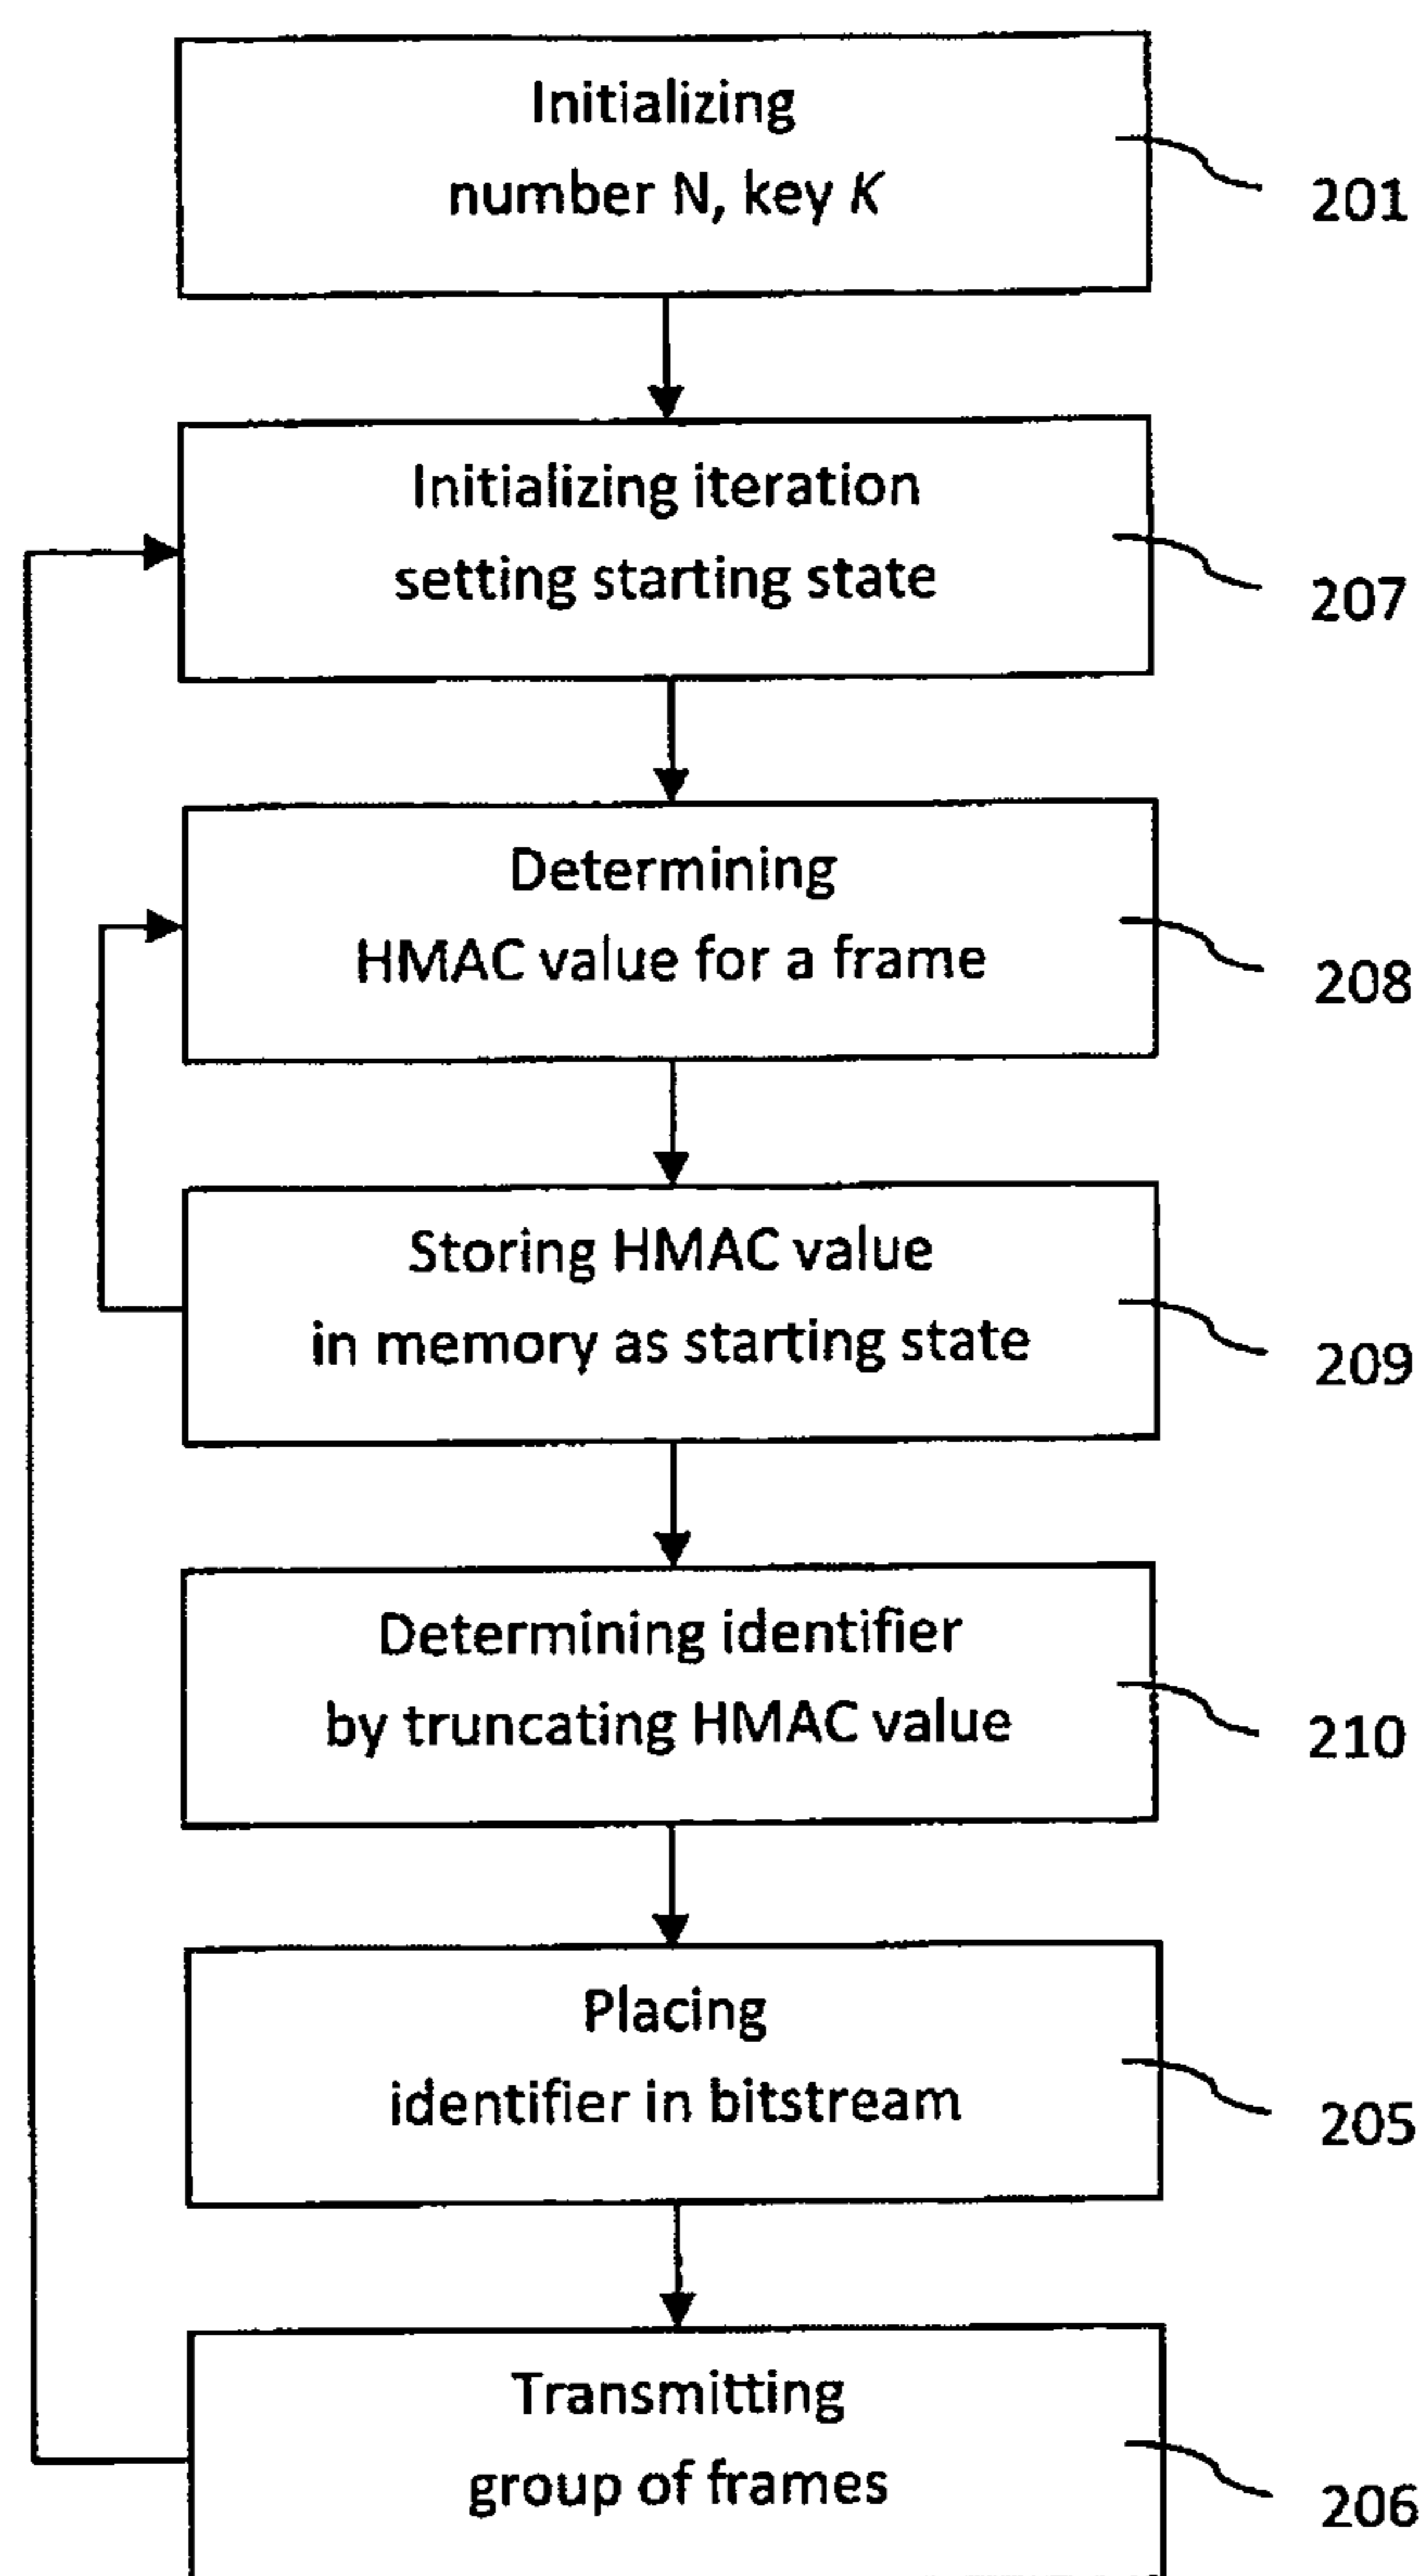 Initializing
number N, key K
201
Initializing iteration
setting starting state
207
Determining
HMAC value for a frame
208
Storing HMAC value
in memory as starting state
209
Determining identifier
by truncating HMAC value
210
Placing
identifier in bitstream
205
Transmitting
group of frames
206